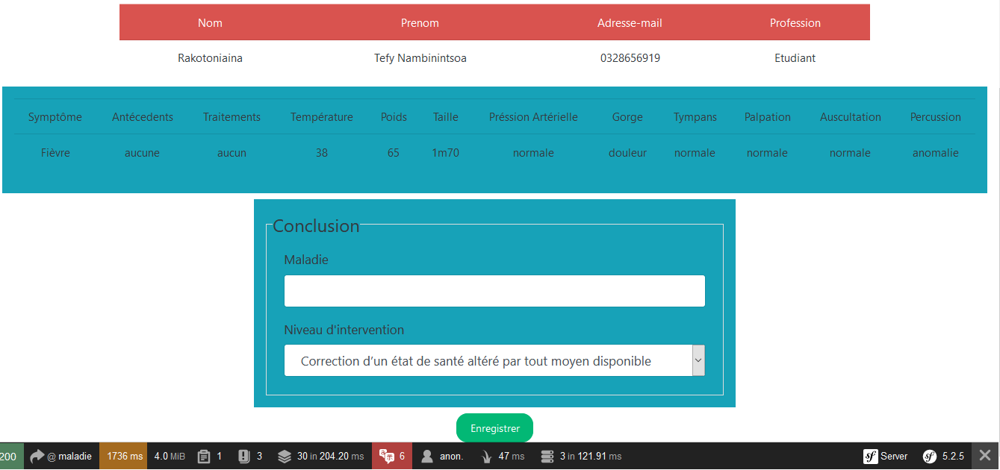 Nom Prenom Adresse-mail Profession
Rakotoniaina Tefy Nambinintsoa 0328656919 Etudiant
Symptôme Antécedents Traitements Température Poids Taille Préssion Artérielle Gorge Tympans Palpation Auscultation Percussion
Fièvre aucune aucun 38 65 1m70 normale douleur normale normale normale anomalie
Conclusion
Maladie
Niveau d'intervention
Correction d’un état de santé altéré par tout moyen disponible
Enregistrer
200 @ maladie 1736 ms 4.0 MiB 1 3 30 in 204.20 ms 6 anon. 47 ms 3 in 121.91 ms sf Server sf 5.2.5